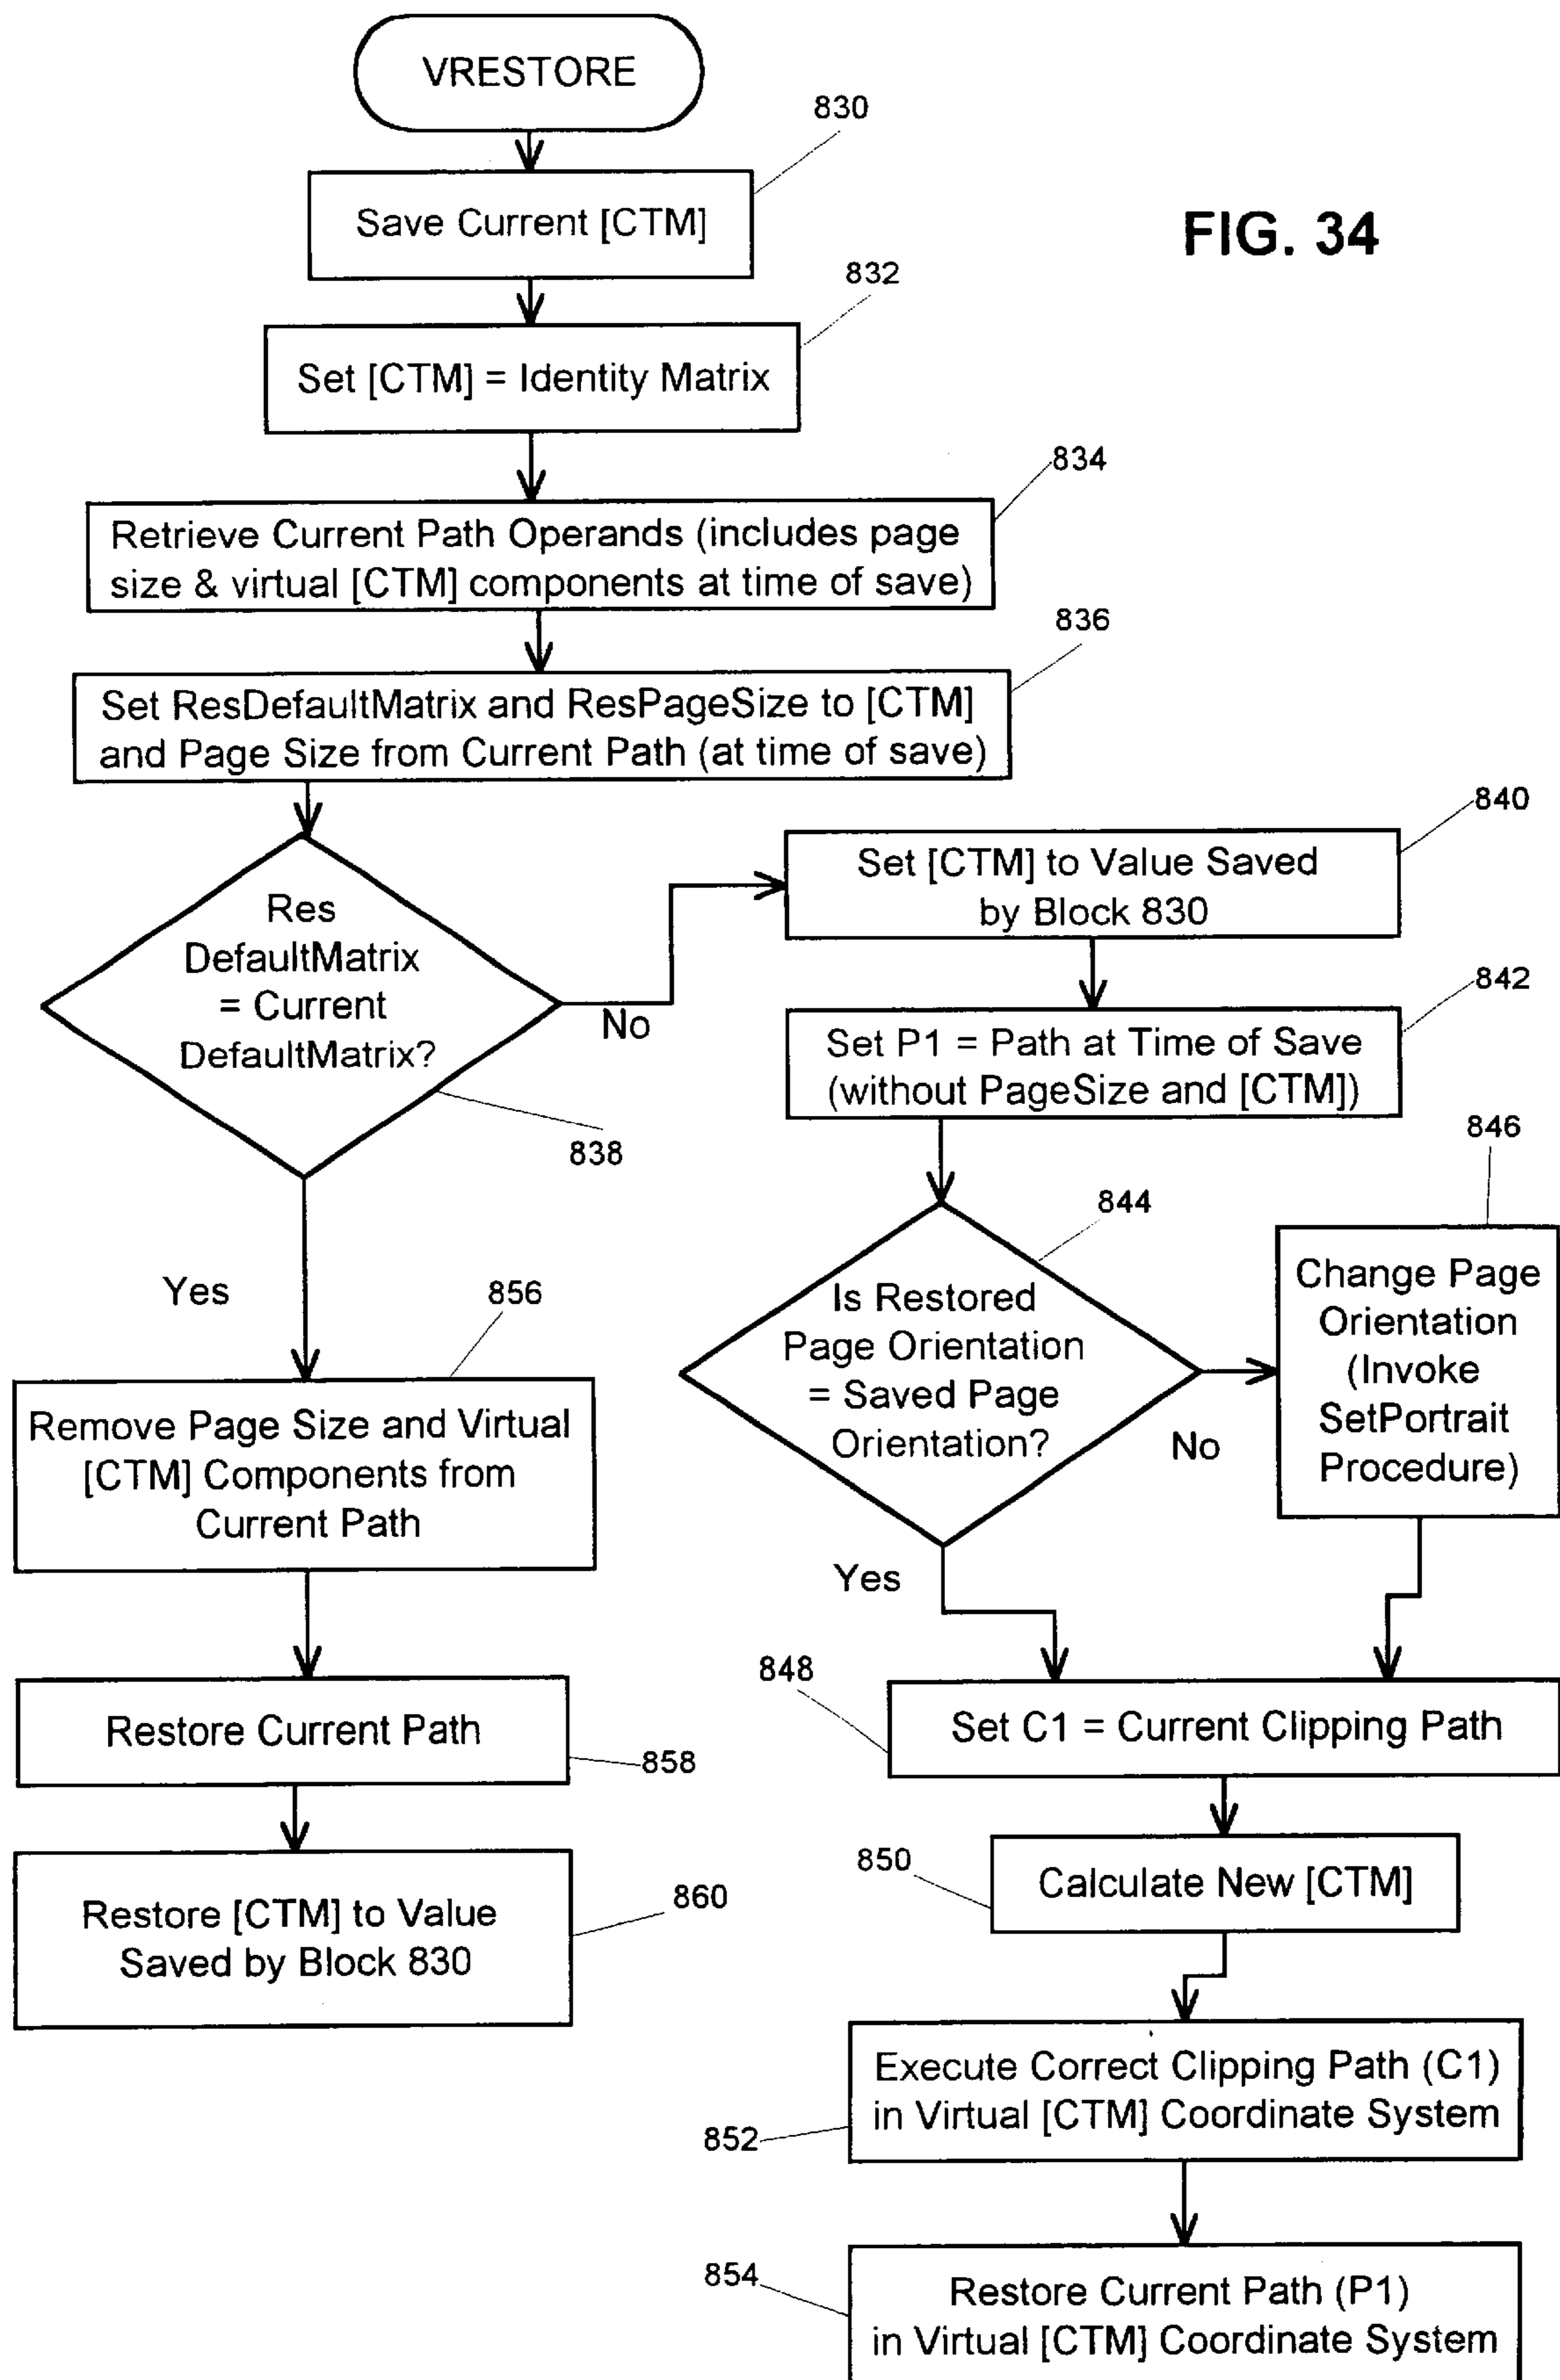 VRESTORE
830
Save Current [CTM]
FIG. 34
832
Set [CTM] = Identity Matrix
834
Retrieve Current Path Operands (includes page
size & virtual [CTM] components at time of save)
836
Set ResDefaultMatrix and ResPageSize to [CTM]
and Page Size from Current Path (at time of save)
Res
DefaultMatrix
= Current
DefaultMatrix?
No
838
Yes
840
Set [CTM] to Value Saved
by Block 830
842
Set P1 = Path at Time of Save
(without PageSize and [CTM])
844
Is Restored
Page Orientation
= Saved Page
Orientation?
No
Yes
846
Change Page
Orientation
(Invoke
SetPortrait
Procedure)
856
Remove Page Size and Virtual
[CTM] Components from
Current Path
Restore Current Path
858
Restore [CTM] to Value
Saved by Block 830
860
848
Set C1 = Current Clipping Path
850
Calculate New [CTM]
Execute Correct Clipping Path (C1)
in Virtual [CTM] Coordinate System
852
854
Restore Current Path (P1)
in Virtual [CTM] Coordinate System